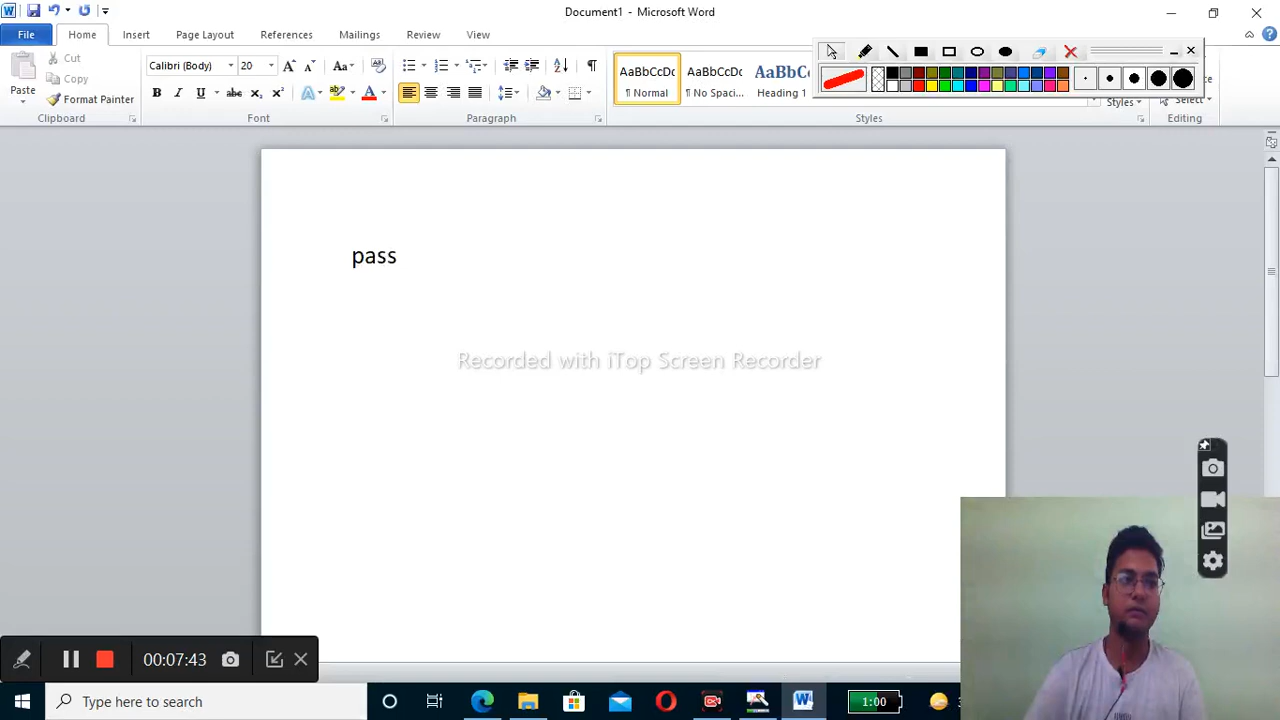 Document1 - Microsoft Word
File Home Insert Page Layout References Mailings Review View
Paste
Cut
Copy
Format Painter
Clipboard
Calibri (Body) 20
Font
Paragraph
AaBbCcDc AaBbCcDc AaBbC
¶ Normal ¶ No Spaci... Heading 1
Styles
Styles
Select
Editing
pass
Recorded with iTop Screen Recorder
00:07:43
Type here to search
1:00